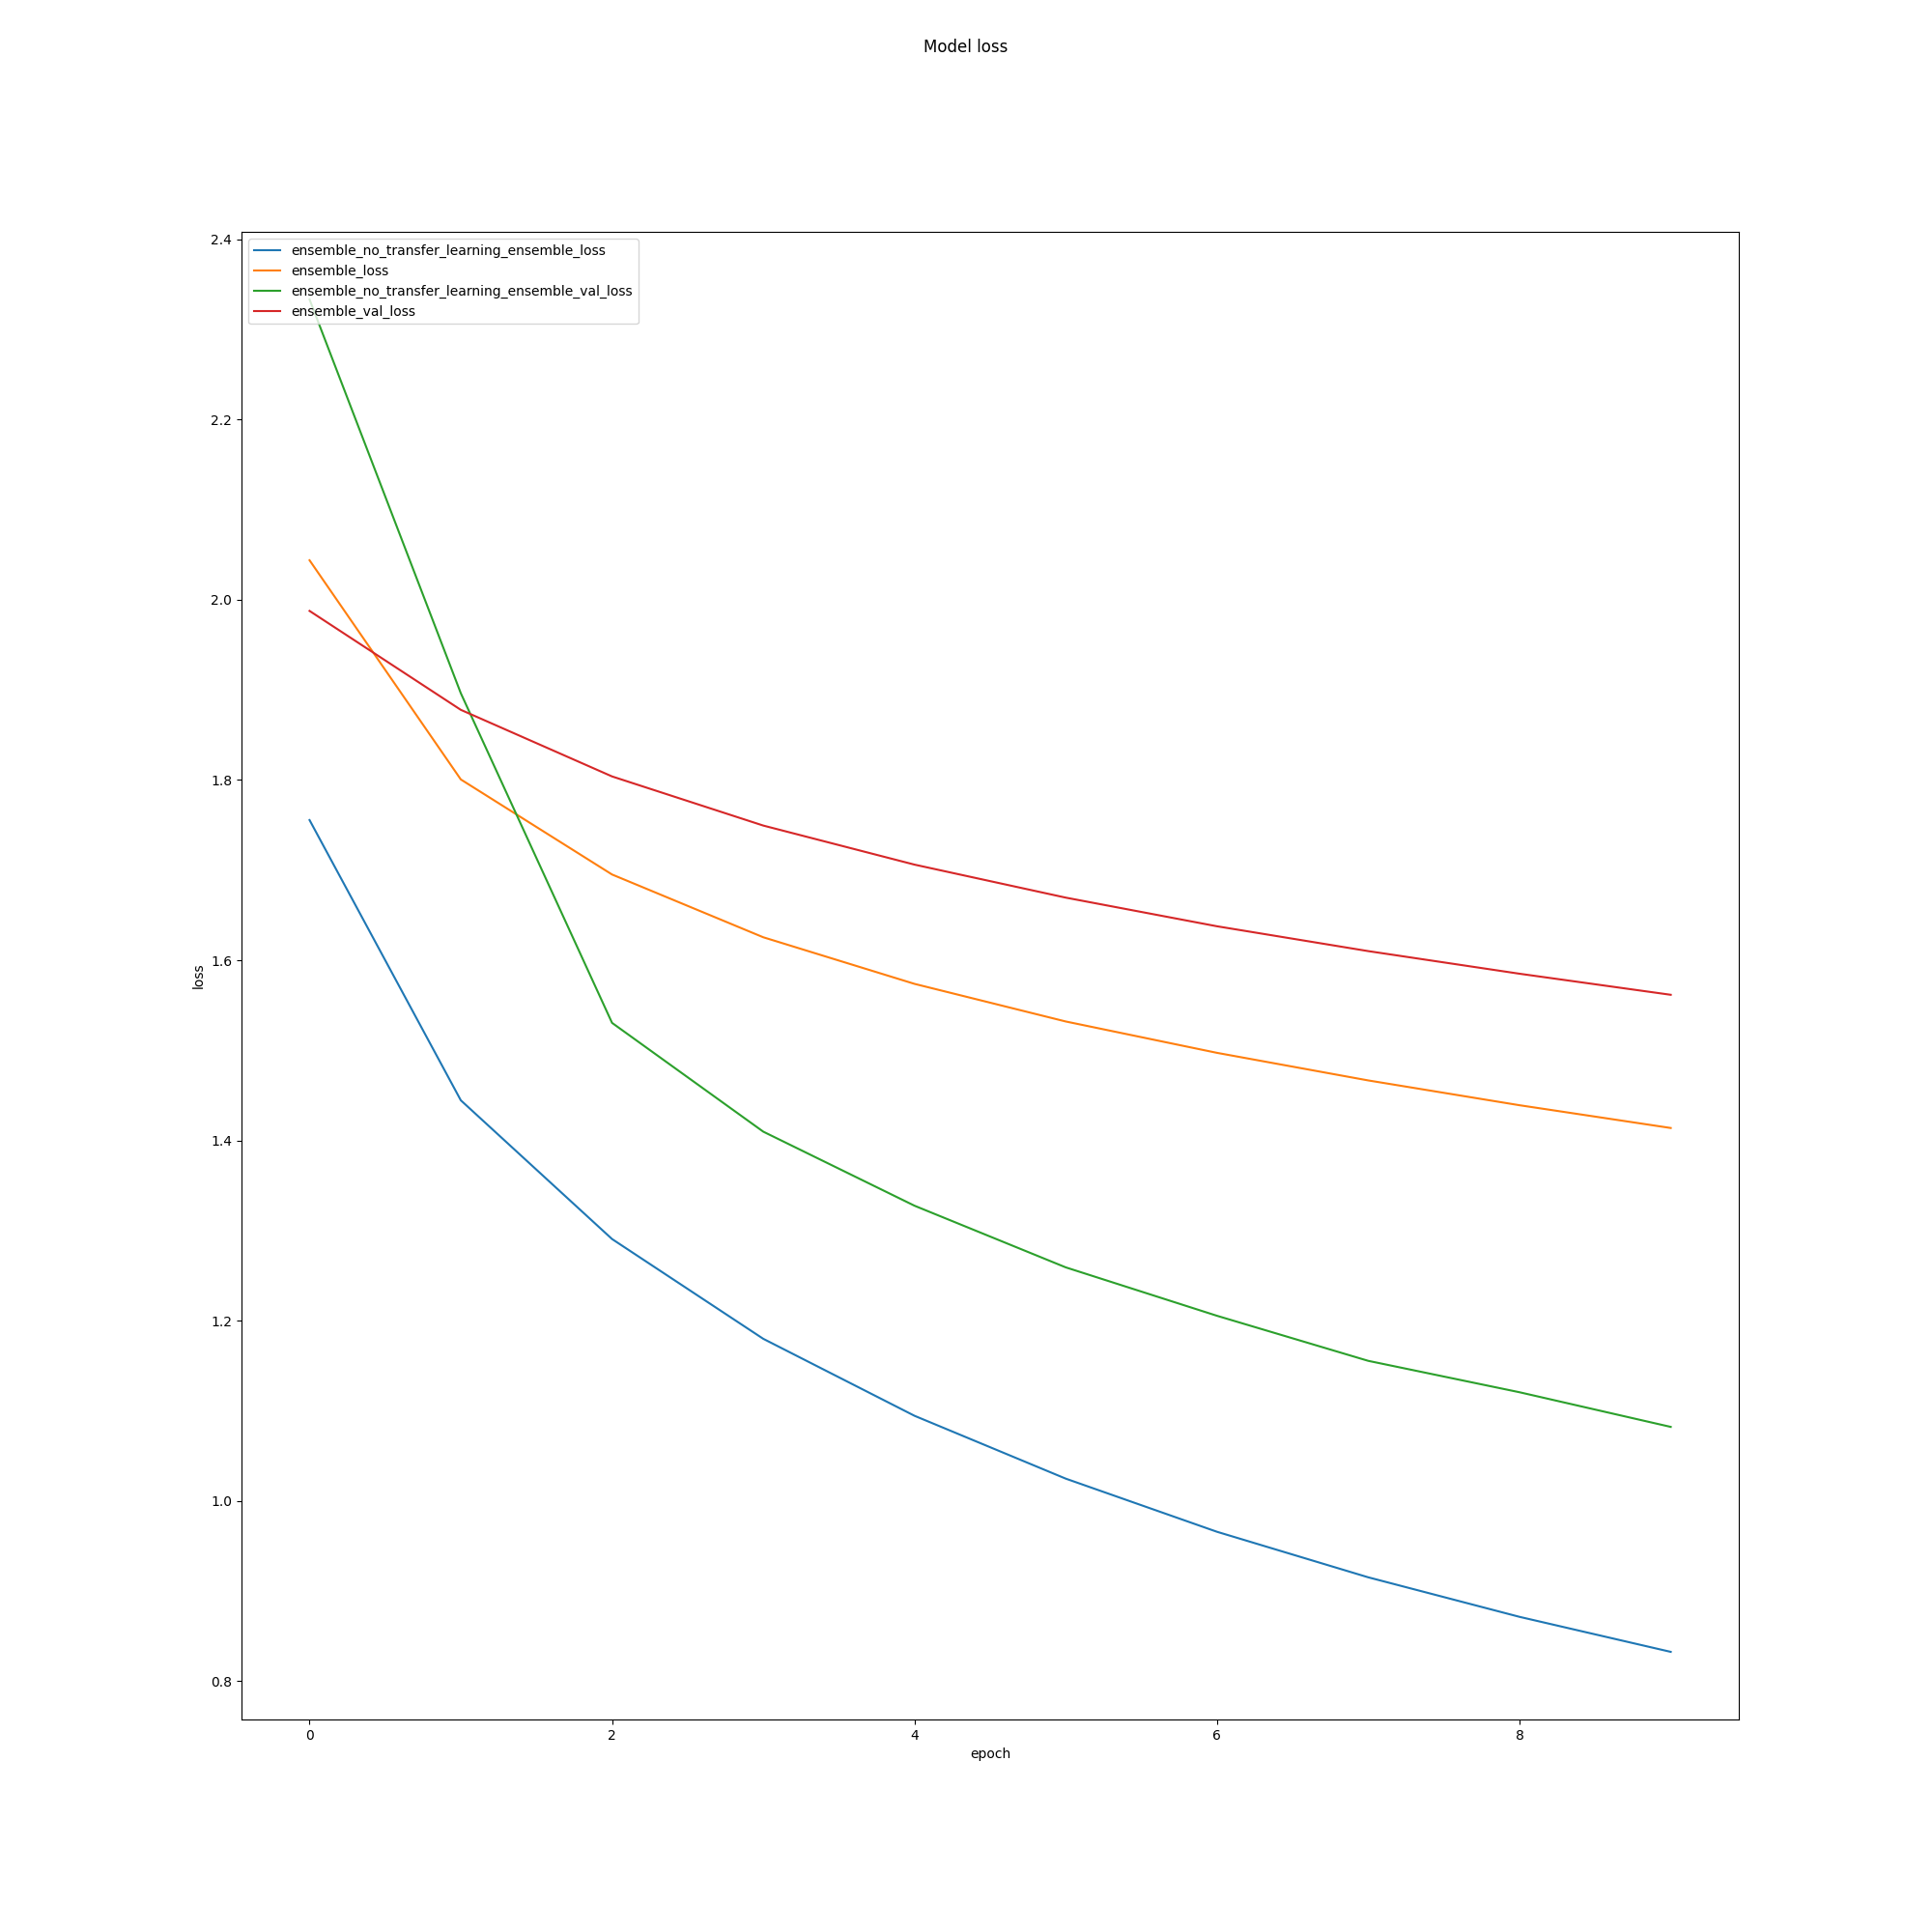 Model loss
ensemble_no_transfer_learning_ensemble_loss
ensemble_loss
ensemble_no_transfer_learning_ensemble_val_loss
ensemble_val_loss
2.4
2.2
2.0
1.8
1.6
1.4
1.2
1.0
0.8
loss
0 2 4 6 8
epoch